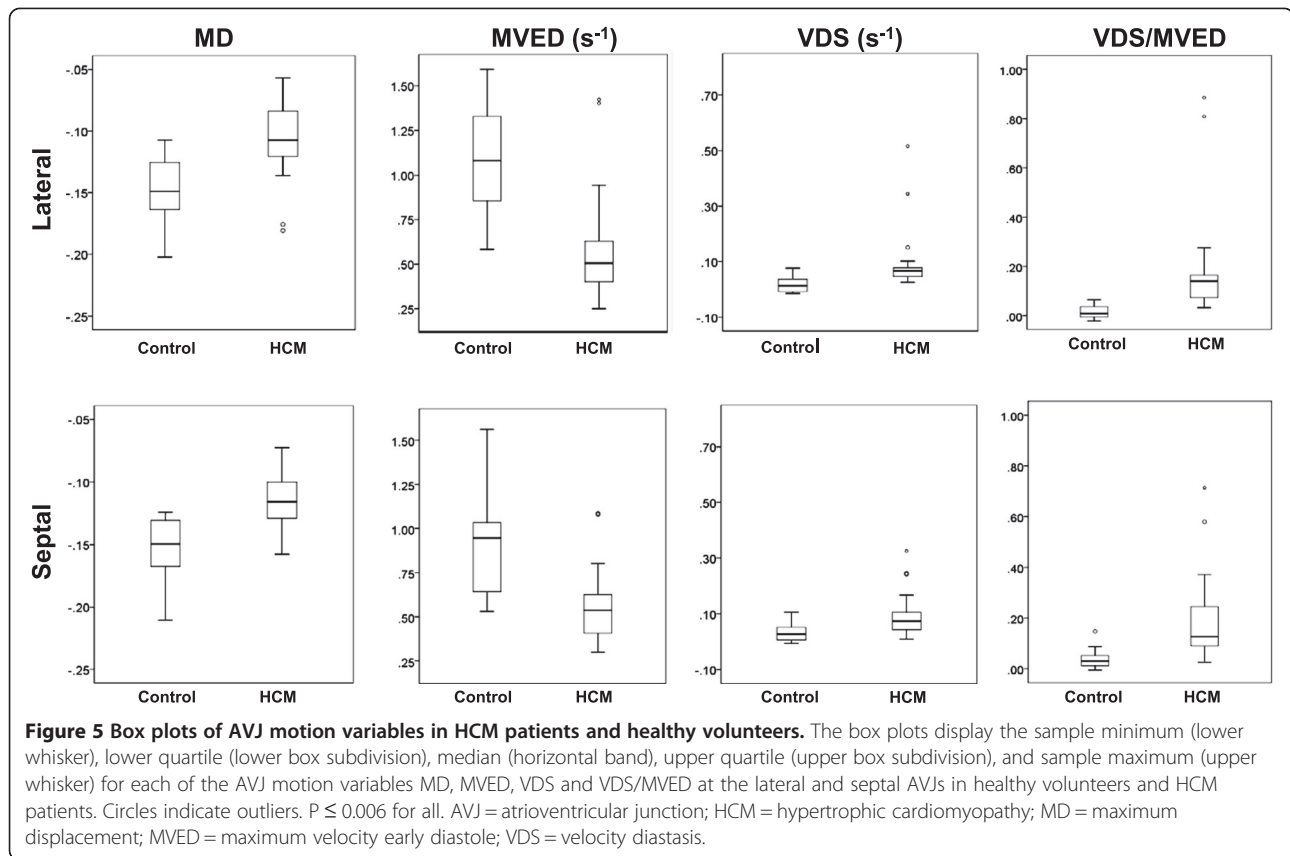 MD MVED (s-1) VDS (s-1) VDS/MVED
Lateral
-.05
-.10
-.15
-.20
-.25
Control HCM
1.50
1.25
1.00
.75
.50
.25
Control HCM
.70
.50
.30
.10
-.10
Control HCM
1.00
.80
.60
.40
.20
.00
Control HCM
Septal
-.05
-.10
-.15
-.20
-.25
Control HCM
1.50
1.25
1.00
.75
.50
.25
Control HCM
.70
.50
.30
.10
-.10
Control HCM
1.00
.80
.60
.40
.20
.00
Control HCM
Figure 5 Box plots of AVJ motion variables in HCM patients and healthy volunteers. The box plots display the sample minimum (lower
whisker), lower quartile (lower box subdivision), median (horizontal band), upper quartile (upper box subdivision), and sample maximum (upper
whisker) for each of the AVJ motion variables MD, MVED, VDS and VDS/MVED at the lateral and septal AVJs in healthy volunteers and HCM
patients. Circles indicate outliers. P ≤ 0.006 for all. AVJ = atrioventricular junction; HCM = hypertrophic cardiomyopathy; MD = maximum
displacement; MVED = maximum velocity early diastole; VDS = velocity diastasis.